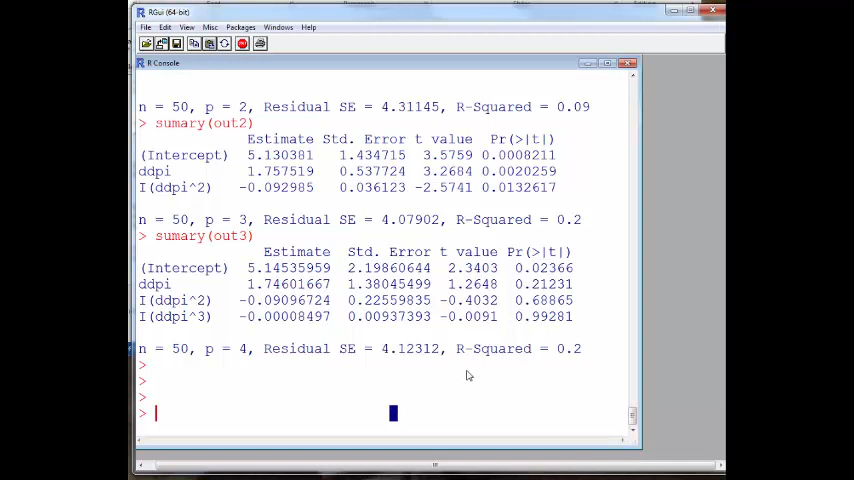 RGui (64-bit)
File Edit View Misc Packages Windows Help
R Console
n = 50, p = 2, Residual SE = 4.31145, R-Squared = 0.09
> sumary(out2)
Estimate Std. Error t value Pr(>|t|)
(Intercept) 5.130381 1.434715 3.5759 0.0008211
ddpi 1.757519 0.537724 3.2684 0.0020259
I(ddpi^2) -0.092985 0.036123 -2.5741 0.0132617
n = 50, p = 3, Residual SE = 4.07902, R-Squared = 0.2
> sumary(out3)
Estimate Std. Error t value Pr(>|t|)
(Intercept) 5.14535959 2.19860644 2.3403 0.02366
ddpi 1.74601667 1.38045499 1.2648 0.21231
I(ddpi^2) -0.09096724 0.22559835 -0.4032 0.68865
I(ddpi^3) -0.00008497 0.00937393 -0.0091 0.99281
n = 50, p = 4, Residual SE = 4.12312, R-Squared = 0.2
>
>
>
>